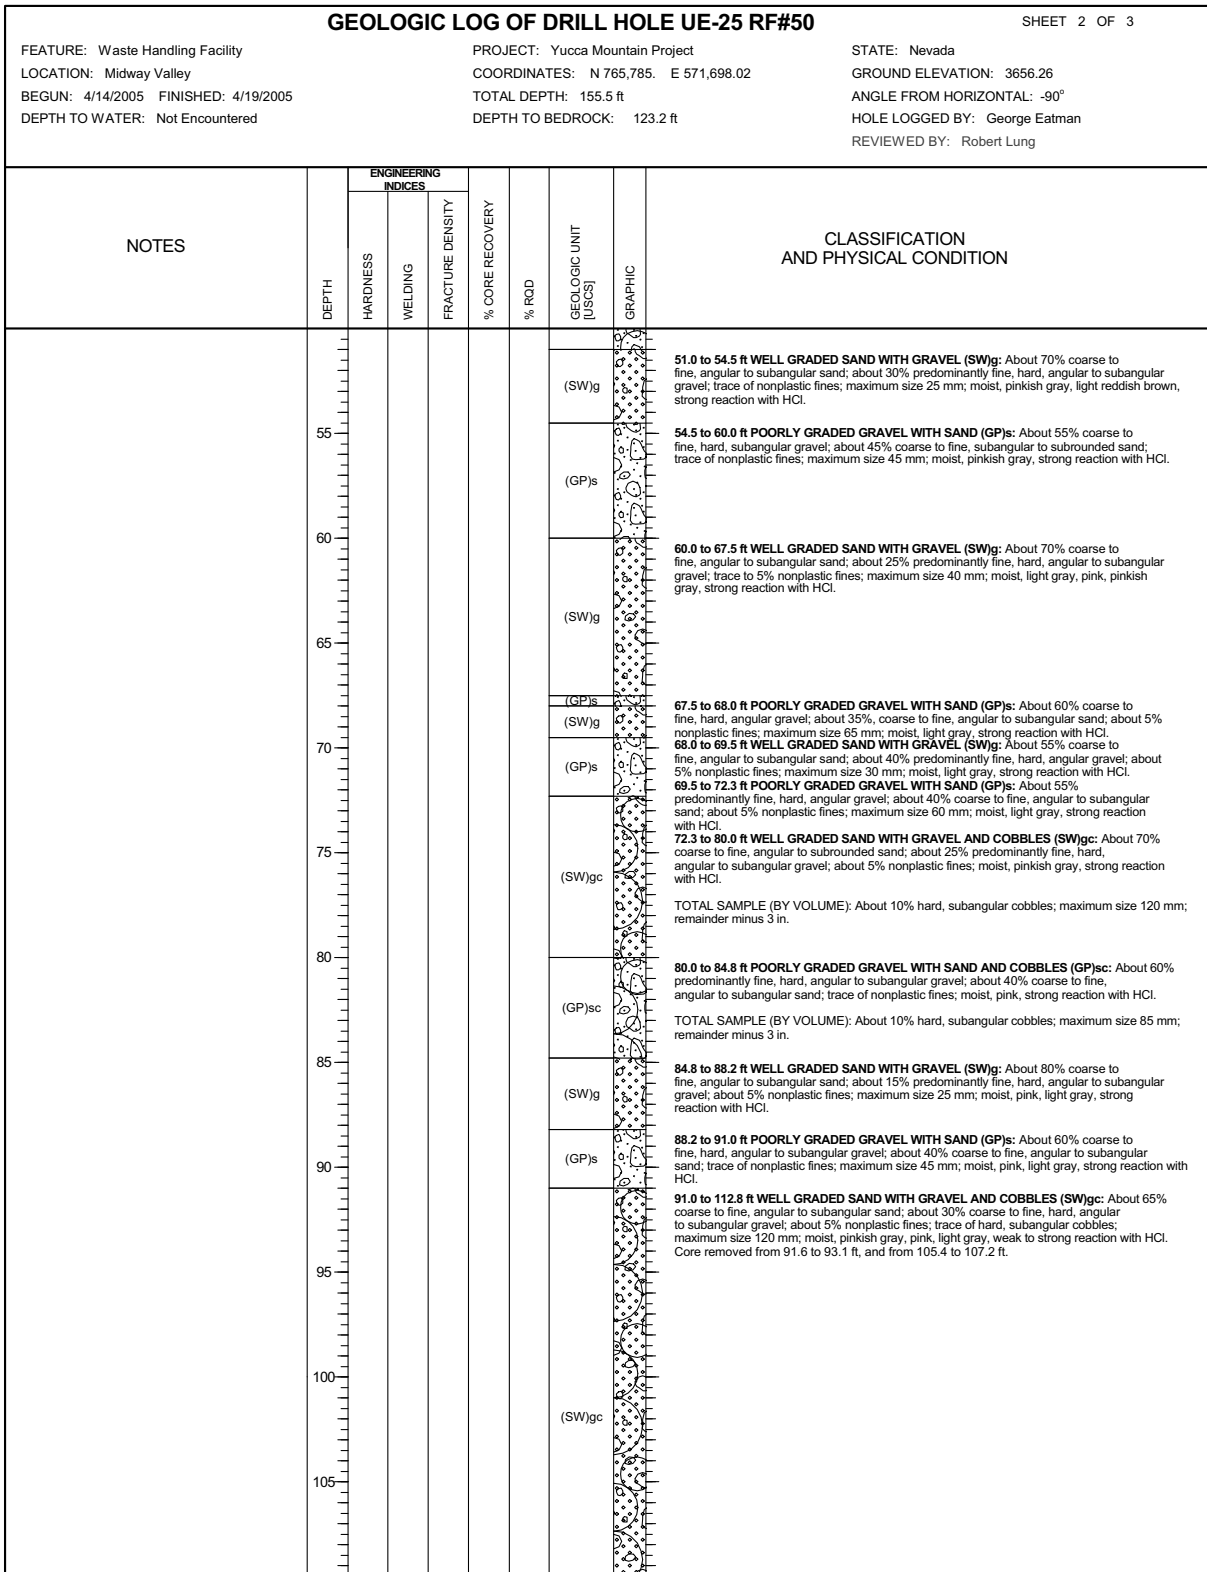 GEOLOGIC LOG OF DRILL HOLE UE-25 RF#50
SHEET 2 OF 3
FEATURE: Waste Handling Facility
PROJECT: Yucca Mountain Project
STATE: Nevada
LOCATION: Midway Valley
COORDINATES: N 765,785. E 571,698.02
GROUND ELEVATION: 3656.26
BEGUN: 4/14/2005 FINISHED: 4/19/2005
TOTAL DEPTH: 155.5 ft
ANGLE FROM HORIZONTAL: -90°
DEPTH TO WATER: Not Encountered
DEPTH TO BEDROCK: 123.2 ft
HOLE LOGGED BY: George Eatman
REVIEWED BY: Robert Lung
NOTES
DEPTH
ENGINEERING
INDICES
HARDNESS
WELDING
FRACTURE DENSITY
% CORE RECOVERY
% RQD
GEOLOGIC UNIT
[USCS]
GRAPHIC
CLASSIFICATION
AND PHYSICAL CONDITION
51.0 to 54.5 ft WELL GRADED SAND WITH GRAVEL (SW)g: About 70% coarse to
fine, angular to subangular sand; about 30% predominantly fine, hard, angular to subangular
gravel; trace of nonplastic fines; maximum size 25 mm; moist, pinkish gray, light reddish brown,
strong reaction with HCl.
(SW)g
55
54.5 to 60.0 ft POORLY GRADED GRAVEL WITH SAND (GP)s: About 55% coarse to
fine, hard, subangular gravel; about 45% coarse to fine, subangular to subrounded sand;
trace of nonplastic fines; maximum size 45 mm; moist, pinkish gray, strong reaction with HCl.
(GP)s
60
60.0 to 67.5 ft WELL GRADED SAND WITH GRAVEL (SW)g: About 70% coarse to
fine, angular to subangular sand; about 25% predominantly fine, hard, angular to subangular
gravel; trace to 5% nonplastic fines; maximum size 40 mm; moist, light gray, pink, pinkish
gray, strong reaction with HCl.
(SW)g
65
(GP)s
67.5 to 68.0 ft POORLY GRADED GRAVEL WITH SAND (GP)s: About 60% coarse to
fine, hard, angular gravel; about 35%, coarse to fine, angular to subangular sand; about 5%
nonplastic fines; maximum size 65 mm; moist, light gray, strong reaction with HCl.
(SW)g
70
68.0 to 69.5 ft WELL GRADED SAND WITH GRAVEL (SW)g: About 55% coarse to
fine, angular to subangular sand; about 40% predominantly fine, hard, angular gravel; about
5% nonplastic fines; maximum size 30 mm; moist, light gray, strong reaction with HCl.
(GP)s
69.5 to 72.3 ft POORLY GRADED GRAVEL WITH SAND (GP)s: About 55%
predominantly fine, hard, angular gravel; about 40% coarse to fine, angular to subangular
sand; about 5% nonplastic fines; maximum size 60 mm; moist, light gray, strong reaction
with HCl.
75
72.3 to 80.0 ft WELL GRADED SAND WITH GRAVEL AND COBBLES (SW)gc: About 70%
coarse to fine, angular to subrounded sand; about 25% predominantly fine, hard,
angular to subangular gravel; about 5% nonplastic fines; moist, pinkish gray, strong reaction
with HCl.
(SW)gc
TOTAL SAMPLE (BY VOLUME): About 10% hard, subangular cobbles; maximum size 120 mm;
remainder minus 3 in.
80
80.0 to 84.8 ft POORLY GRADED GRAVEL WITH SAND AND COBBLES (GP)sc: About 60%
predominantly fine, hard, angular to subangular gravel; about 40% coarse to fine,
angular to subangular sand; trace of nonplastic fines; moist, pink, strong reaction with HCl.
(GP)sc
TOTAL SAMPLE (BY VOLUME): About 10% hard, subangular cobbles; maximum size 85 mm;
remainder minus 3 in.
85
84.8 to 88.2 ft WELL GRADED SAND WITH GRAVEL (SW)g: About 80% coarse to
fine, angular to subangular sand; about 15% predominantly fine, hard, angular to subangular
gravel; about 5% nonplastic fines; maximum size 25 mm; moist, pink, light gray, strong
reaction with HCl.
(SW)g
88.2 to 91.0 ft POORLY GRADED GRAVEL WITH SAND (GP)s: About 60% coarse to
fine, hard, angular to subangular gravel; about 40% coarse to fine, angular to subangular
sand; trace of nonplastic fines; maximum size 45 mm; moist, pink, light gray, strong reaction with
HCl.
(GP)s
90
91.0 to 112.8 ft WELL GRADED SAND WITH GRAVEL AND COBBLES (SW)gc: About 65%
coarse to fine, angular to subangular sand; about 30% coarse to fine, hard, angular
to subangular gravel; about 5% nonplastic fines; trace of hard, subangular cobbles;
maximum size 120 mm; moist, pinkish gray, pink, light gray, weak to strong reaction with HCl.
Core removed from 91.6 to 93.1 ft, and from 105.4 to 107.2 ft.
95
100
(SW)gc
105